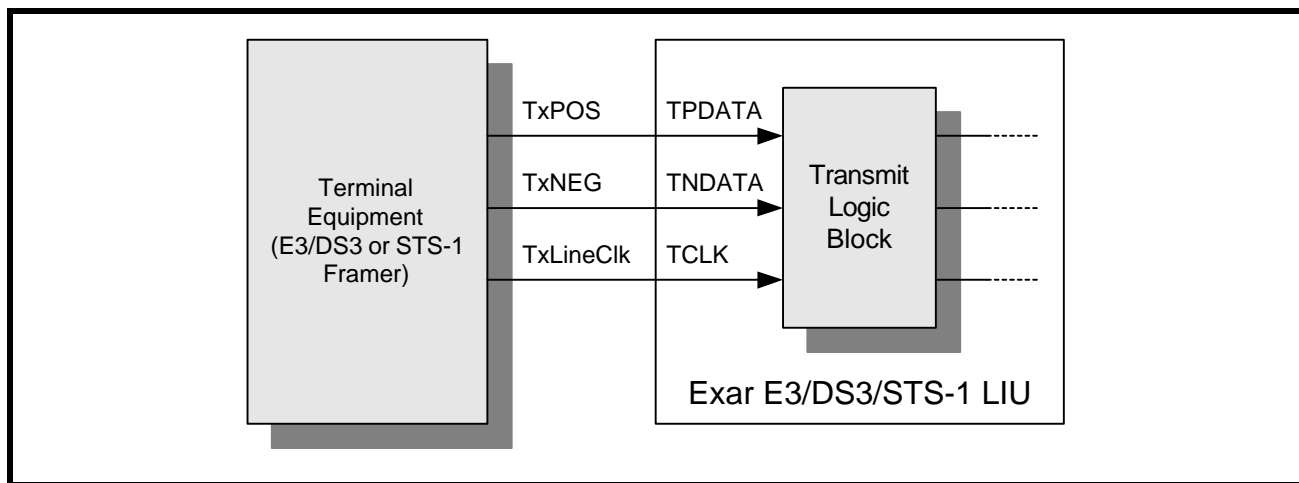 Terminal
Equipment
(E3/DS3 or STS-1
Framer)
TxPOS
TxNEG
TxLineClk
TPDATA
TNDATA
TCLK
Transmit
Logic
Block
Exar E3/DS3/STS-1 LIU